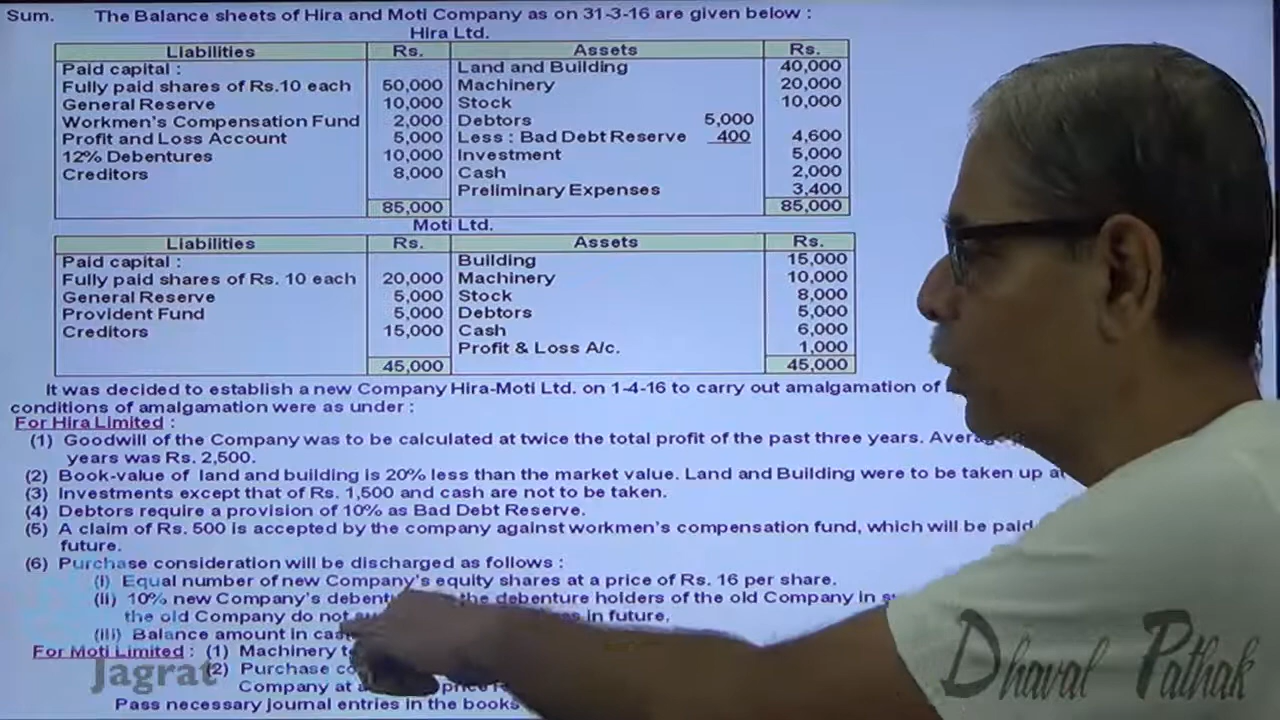 Sum. The Balance sheets of Hira and Moti Company as on 31-3-16 are given below :
Hira Ltd.
Liabilities Rs. Assets Rs.
Paid capital : Land and Building 40,000
Fully paid shares of Rs.10 each 50,000 Machinery 20,000
General Reserve 10,000 Stock 10,000
Workmen's Compensation Fund 2,000 Debtors 5,000
Profit and Loss Account 5,000 Less : Bad Debt Reserve 400 4,600
12% Debentures 10,000 Investment 5,000
Creditors 8,000 Cash 2,000
Preliminary Expenses 3,400
85,000 85,000
Moti Ltd.
Liabilities Rs. Assets Rs.
Paid capital : Building 15,000
Fully paid shares of Rs. 10 each 20,000 Machinery 10,000
General Reserve 5,000 Stock 8,000
Provident Fund 5,000 Debtors 5,000
Creditors 15,000 Cash 6,000
Profit & Loss A/c. 1,000
45,000 45,000
It was decided to establish a new Company Hira-Moti Ltd. on 1-4-16 to carry out amalgamation of
conditions of amalgamation were as under :
For Hira Limited :
(1) Goodwill of the Company was to be calculated at twice the total profit of the past three years.
years was Rs. 2,500.
(2) Book-value of land and building is 20% less than the market value. Land and Building were to be taken up at
(3) Investments except that of Rs. 1,500 and cash are not to be taken.
(4) Debtors require a provision of 10% as Bad Debt Reserve.
(5) A claim of Rs. 500 is accepted by the company against workmen's compensation fund, which will be paid
future.
(6) Purchase consideration will be discharged as follows :
(i) Equal number of new Company's equity shares at a price of Rs. 16 per share.
(ii) 10% new Company's the debenture holders of the old Company in
the old Company do not in future.
(iii) Balance amount in
For Moti Limited : (1) Machinery
(2) Purchase
Company at
Pass necessary journal entries in the books
Jagrat
Dhaval Pathak